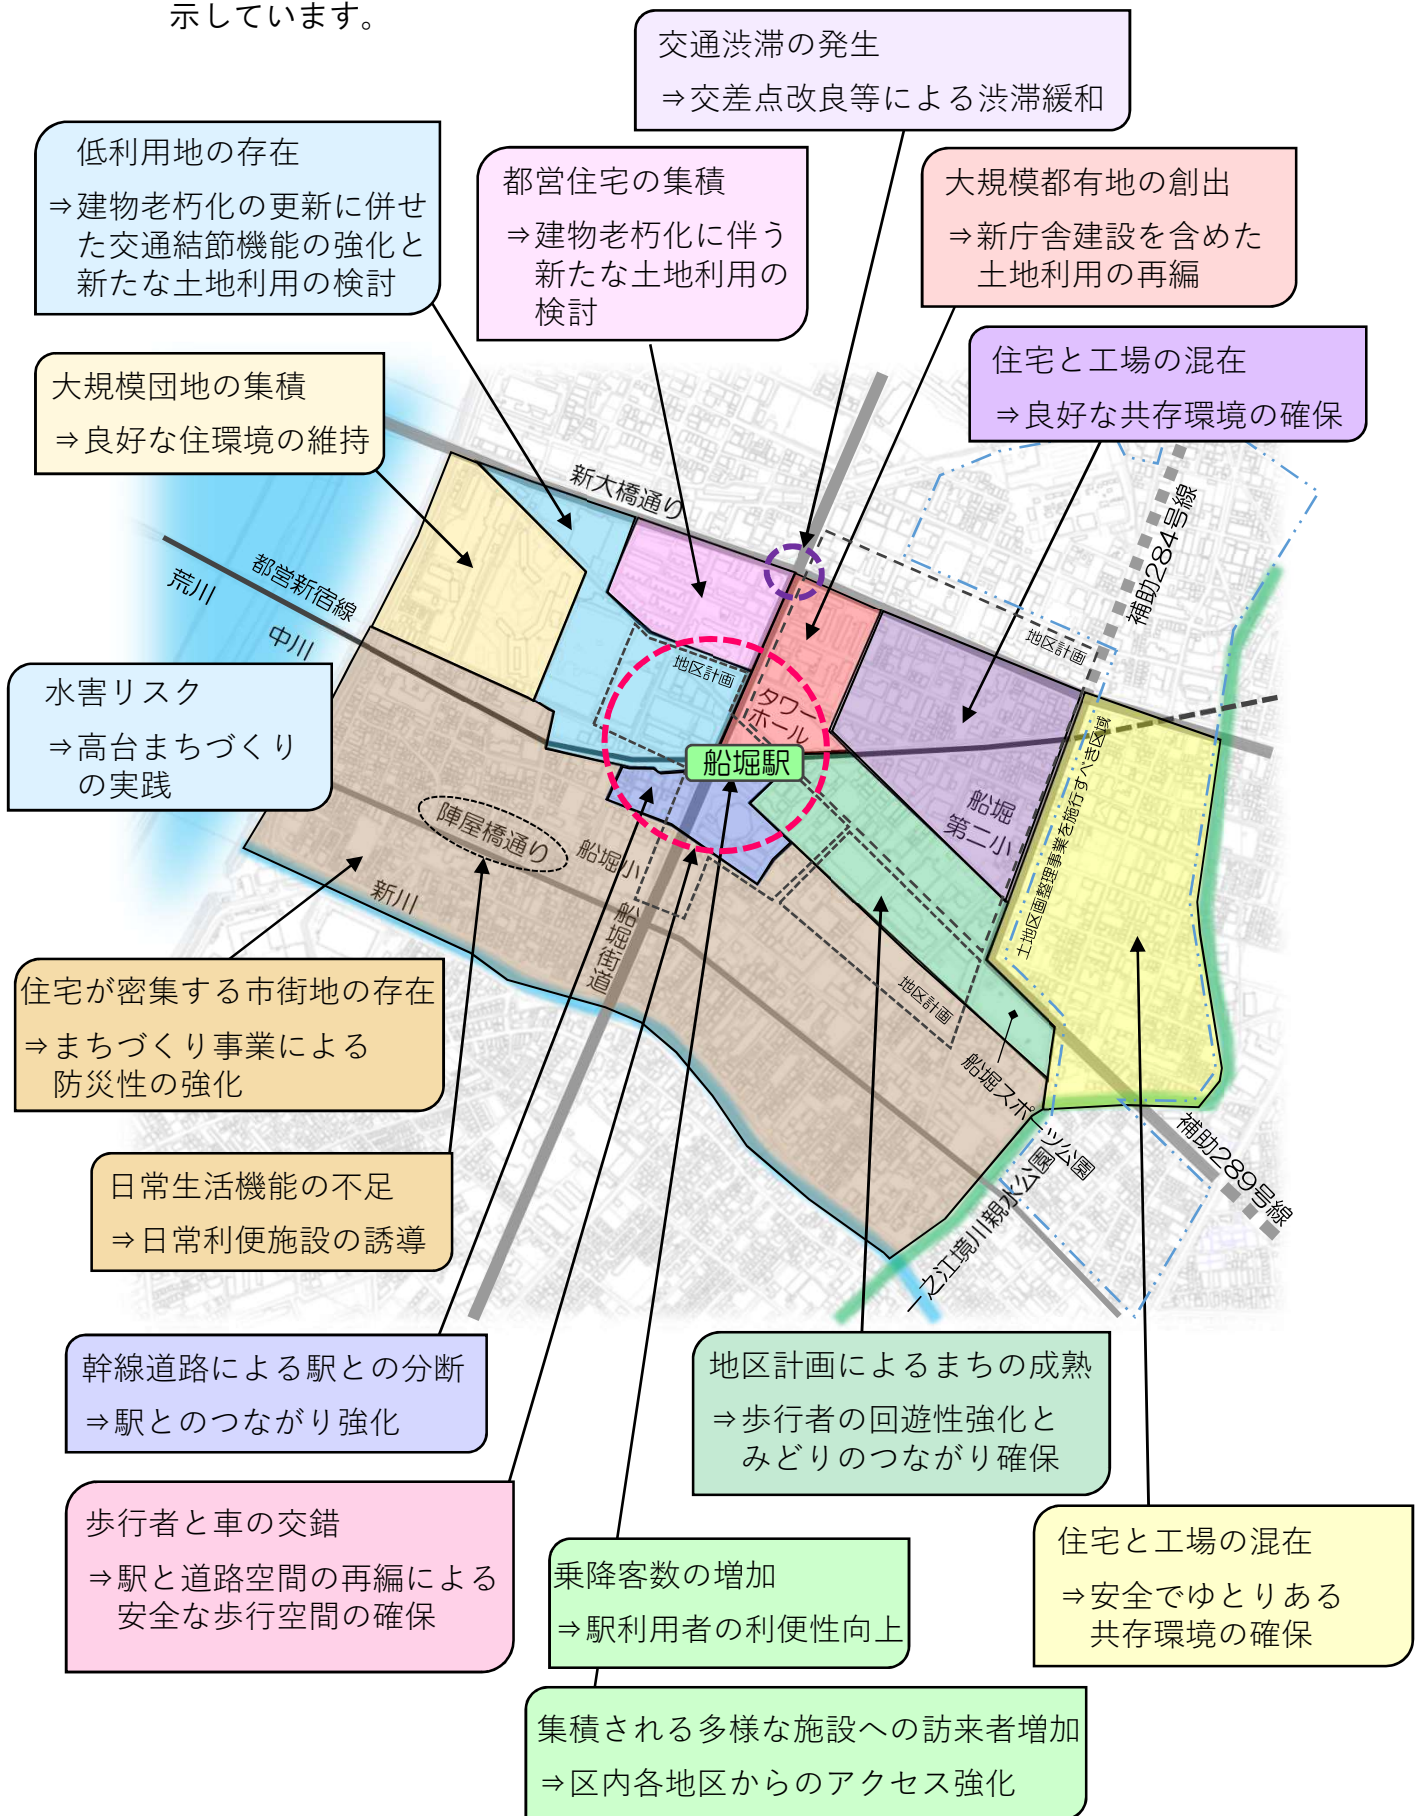 示しています。
交通渋滞の発生
⇒交差点改良等による渋滞緩和
低利用地の存在
⇒建物老朽化の更新に併せ
た交通結節機能の強化と
新たな土地利用の検討
都営住宅の集積
⇒建物老朽化に伴う
新たな土地利用の
検討
大規模都有地の創出
⇒新庁舎建設を含めた
土地利用の再編
大規模団地の集積
⇒良好な住環境の維持
住宅と工場の混在
⇒良好な共存環境の確保
新大橋通り
補助284号線
都営新宿線
荒川
中川
地区計画
地区計画
タワー
ホール
船堀駅
水害リスク
⇒高台まちづくり
の実践
土地区画整理事業を施行すべき区域
陣屋橋通り
船堀小
船堀
第二小
新川
船堀街道
地区計画
船堀スポーツ公園
住宅が密集する市街地の存在
⇒まちづくり事業による
防災性の強化
補助289号線
一之江境川親水公園
日常生活機能の不足
⇒日常利便施設の誘導
幹線道路による駅との分断
⇒駅とのつながり強化
地区計画によるまちの成熟
⇒歩行者の回遊性強化と
みどりのつながり確保
歩行者と車の交錯
⇒駅と道路空間の再編による
安全な歩行空間の確保
乗降客数の増加
⇒駅利用者の利便性向上
住宅と工場の混在
⇒安全でゆとりある
共存環境の確保
集積される多様な施設への訪来者増加
⇒区内各地区からのアクセス強化